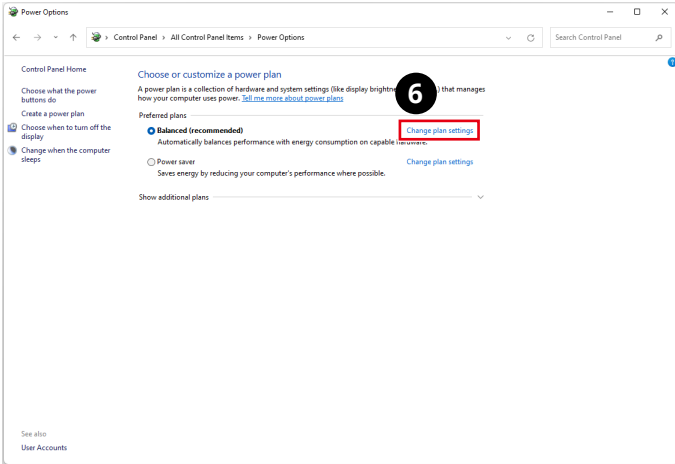 Power Options
Control Panel > All Control Panel Items > Power Options
Search Control Panel
Control Panel Home
Choose what the power
buttons do
Create a power plan
Choose when to turn off the
display
Change when the computer
sleeps
Choose or customize a power plan
A power plan is a collection of hardware and system settings (like display ) that manages
how your computer uses power. Tell me more about power plans
6
Preferred plans
Balanced (recommended)
Change plan settings
Automatically balances performance with energy consumption on capable hardware.
Power saver
Change plan settings
Saves energy by reducing your computer's performance where possible.
Show additional plans
See also
User Accounts
?